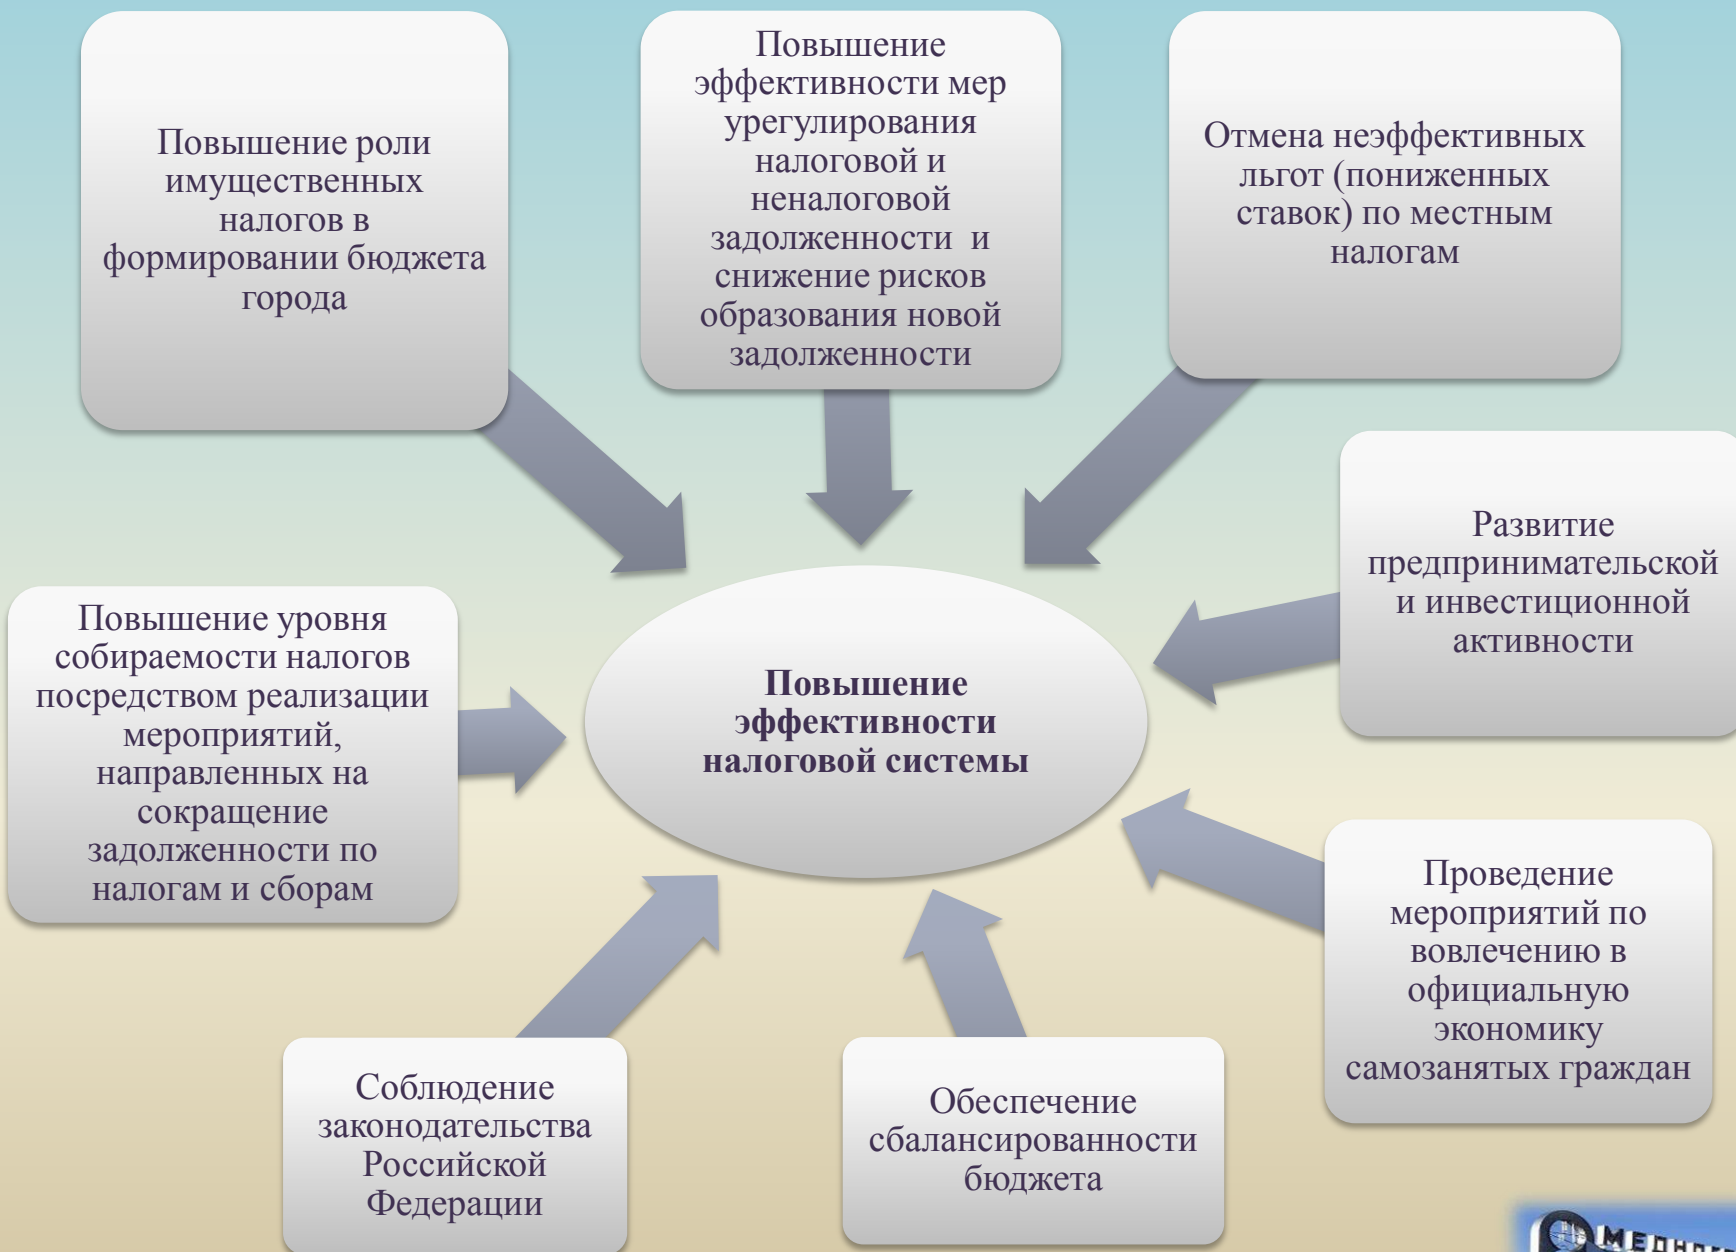 Повышение роли
имущественных
налогов в
формировании бюджета
города
Повышение
эффективности мер
урегулирования
налоговой и
неналоговой
задолженности и
снижение рисков
образования новой
задолженности
Отмена неэффективных
льгот (пониженных
ставок) по местным
налогам
Развитие
предпринимательской
и инвестиционной
активности
Повышение уровня
собираемости налогов
посредством реализации
мероприятий,
направленных на
сокращение
задолженности по
налогам и сборам
Повышение
эффективности
налоговой системы
Проведение
мероприятий по
вовлечению в
официальную
экономику
самозанятых граждан
Соблюдение
законодательства
Российской
Федерации
Обеспечение
сбалансированности
бюджета